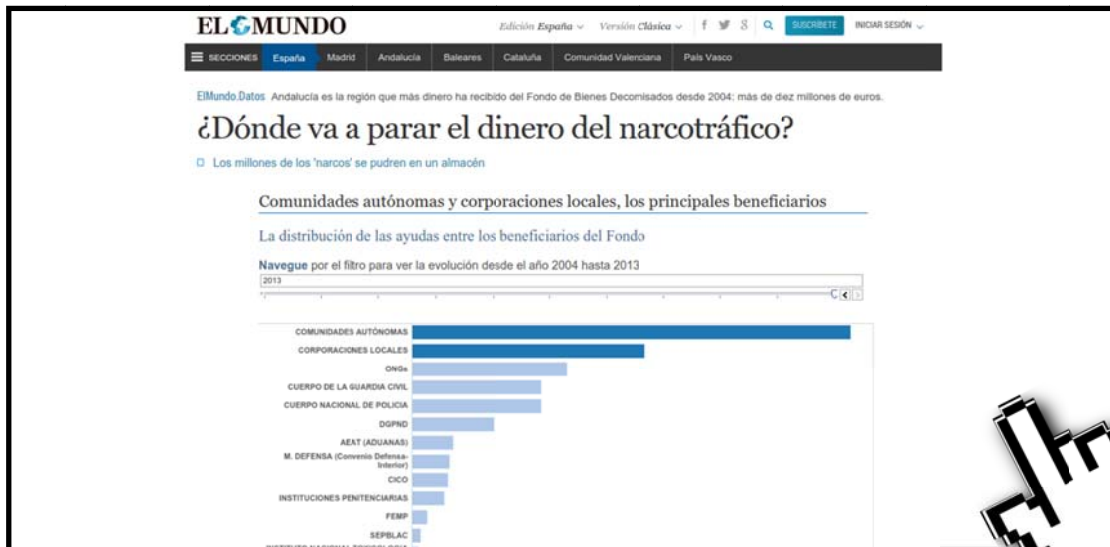 EL MUNDO
Edición España Versión Clásica f 8 SUSCRÍBETE INICIAR SESIÓN
SECCIONES España Madrid Andalucía Baleares Cataluña Comunidad Valenciana País Vasco
ElMundo.Datos Andalucía es la región que más dinero ha recibido del Fondo de Bienes Decomisados desde 2004: más de diez millones de euros.
¿Dónde va a parar el dinero del narcotráfico?
Los millones de los 'narcos' se pudren en un almacén
Comunidades autónomas y corporaciones locales, los principales beneficiarios
La distribución de las ayudas entre los beneficiarios del Fondo
Navegue por el filtro para ver la evolución desde el año 2004 hasta 2013
2013
COMUNIDADES AUTÓNOMAS
CORPORACIONES LOCALES
ONGs
CUERPO DE LA GUARDIA CIVIL
CUERPO NACIONAL DE POLICIA
DGPND
AEAT (ADUANAS)
M. DEFENSA (Convenio Defensa-
Interior)
CICO
INSTITUCIONES PENITENCIARIAS
FEMP
SEPBLAC
INSTITUTO NACIONAL TOXICOLOGIA